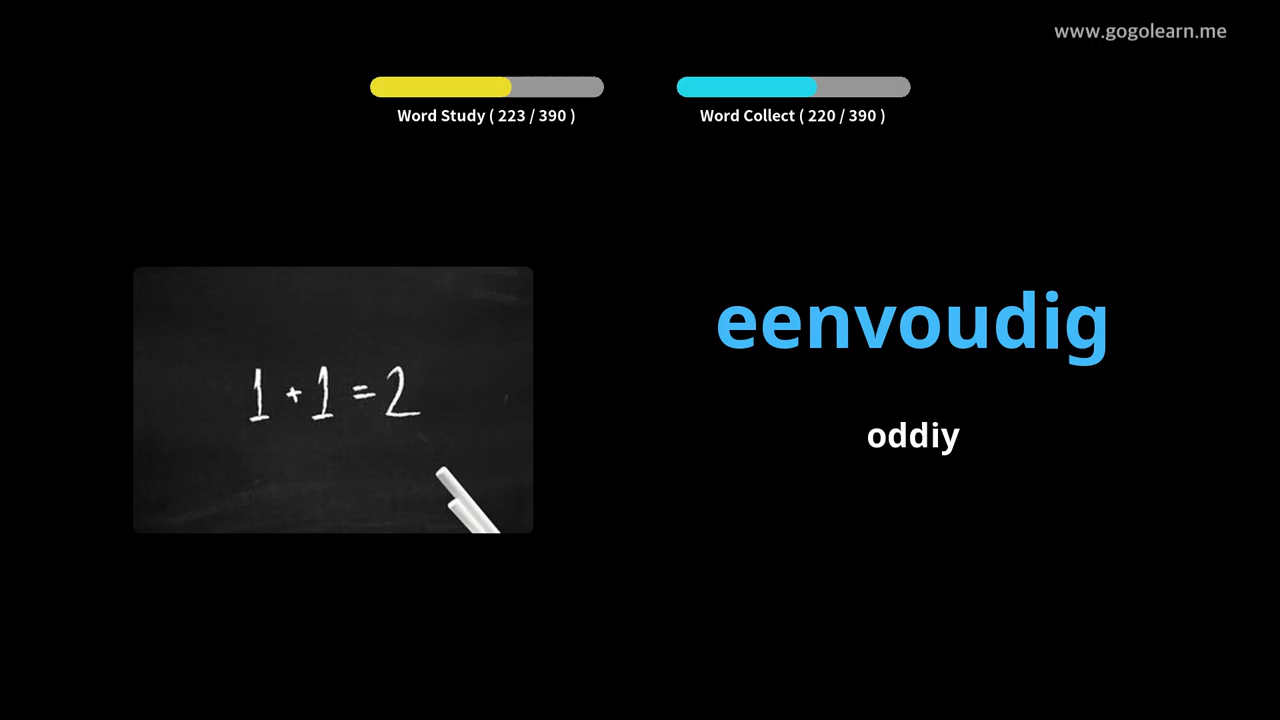 www.gogolearn.me
Word Study ( 223 / 390 )
Word Collect ( 220 / 390 )
1 + 1 = 2
eenvoudig
oddiy